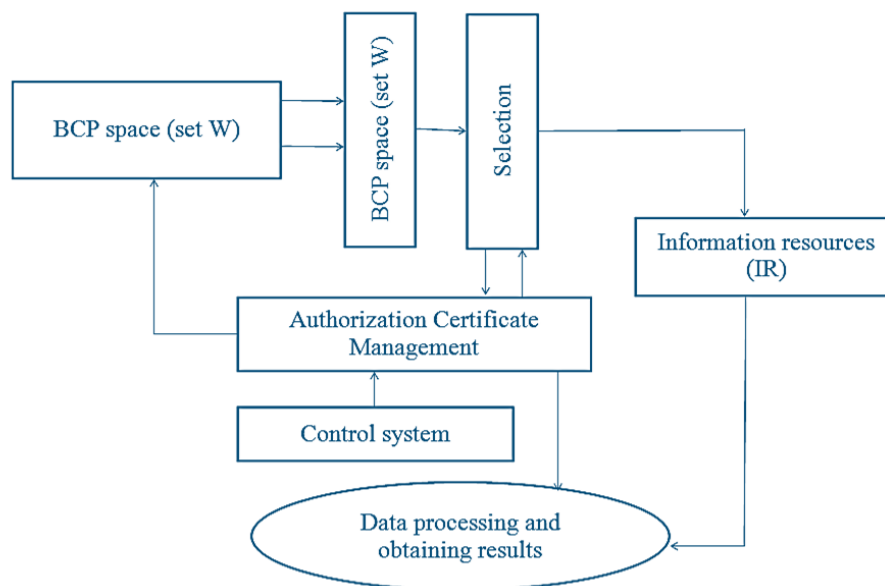 BCP space (set W)
BCP space (set W)
Selection
Information resources
(IR)
Authorization Certificate
Management
Control system
Data processing and
obtaining results